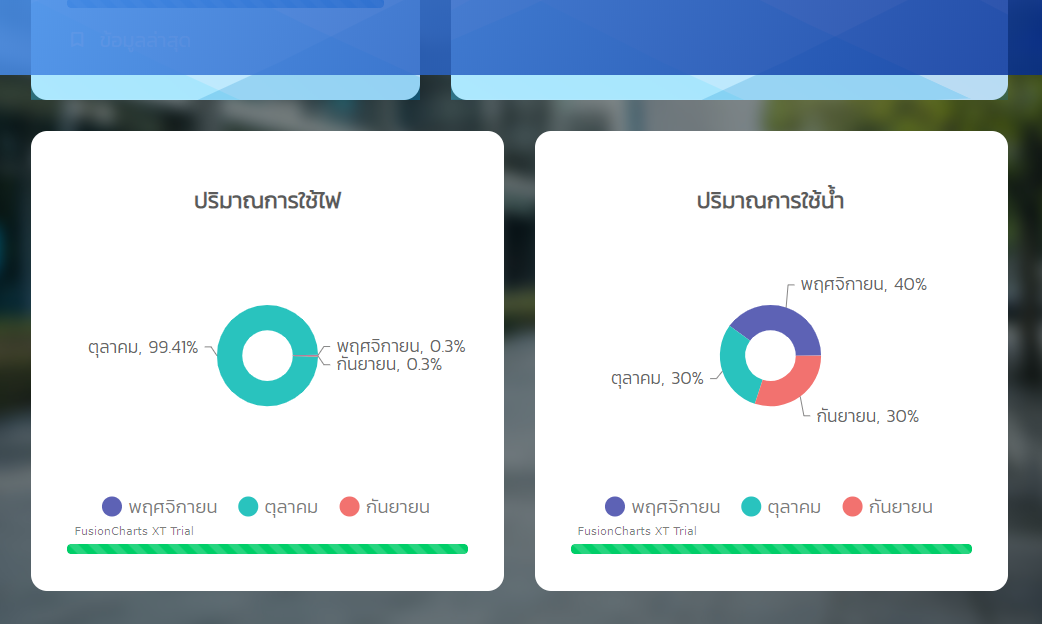 ข้อมูลล่าสุด
ปริมาณการใช้ไฟ
ตุลาคม, 99.41%
พฤศจิกายน, 0.3%
กันยายน, 0.3%
พฤศจิกายน ตุลาคม กันยายน
FusionCharts XT Trial
ปริมาณการใช้น้ำ
พฤศจิกายน, 40%
ตุลาคม, 30%
กันยายน, 30%
พฤศจิกายน ตุลาคม กันยายน
FusionCharts XT Trial